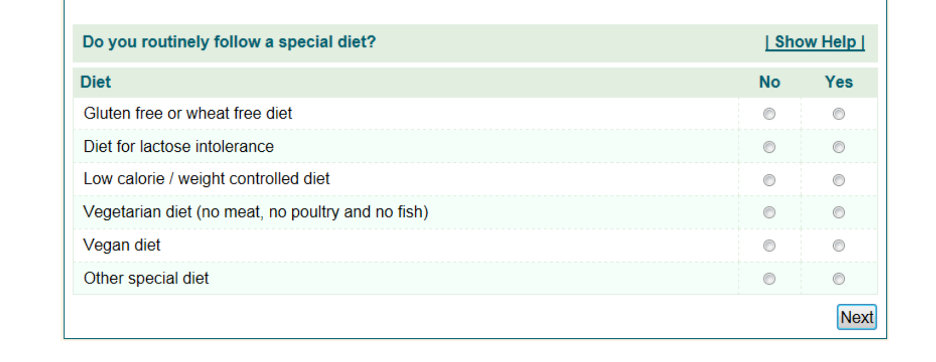 Do you routinely follow a special diet? | Show Help |
Diet No Yes
Gluten free or wheat free diet
Diet for lactose intolerance
Low calorie / weight controlled diet
Vegetarian diet (no meat, no poultry and no fish)
Vegan diet
Other special diet
Next